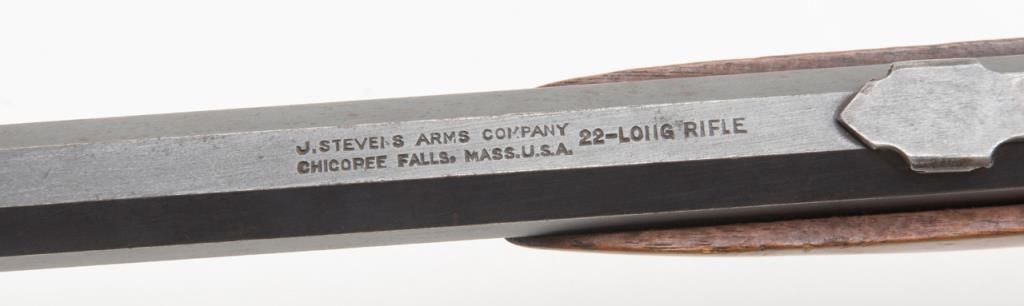 J. STEVENS ARMS COMPANY
CHICOPEE FALLS, MASS. U.S.A.
22-LONG RIFLE